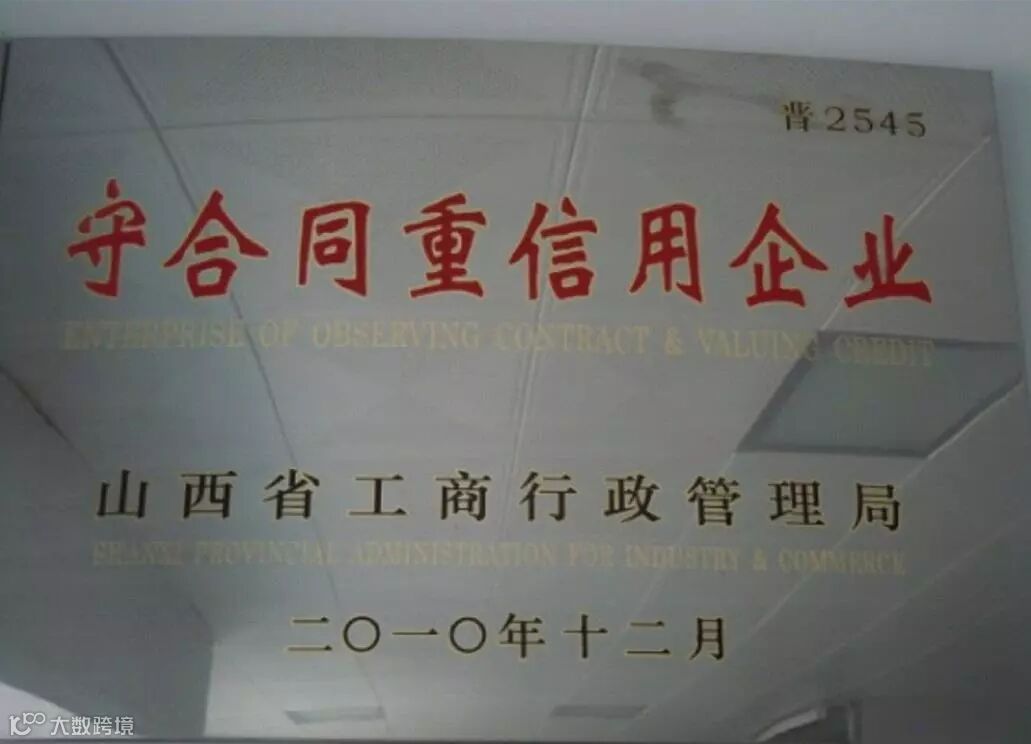 晋2545
守合同重信用企业
ENTERPRISE OF OBSERVING CONTRACT & VALUING CREDIT
山西省工商行政管理局
SHANXI PROVINCIAL ADMINISTRATION FOR INDUSTRY & COMMERCE
二〇一〇年十二月
大数跨境